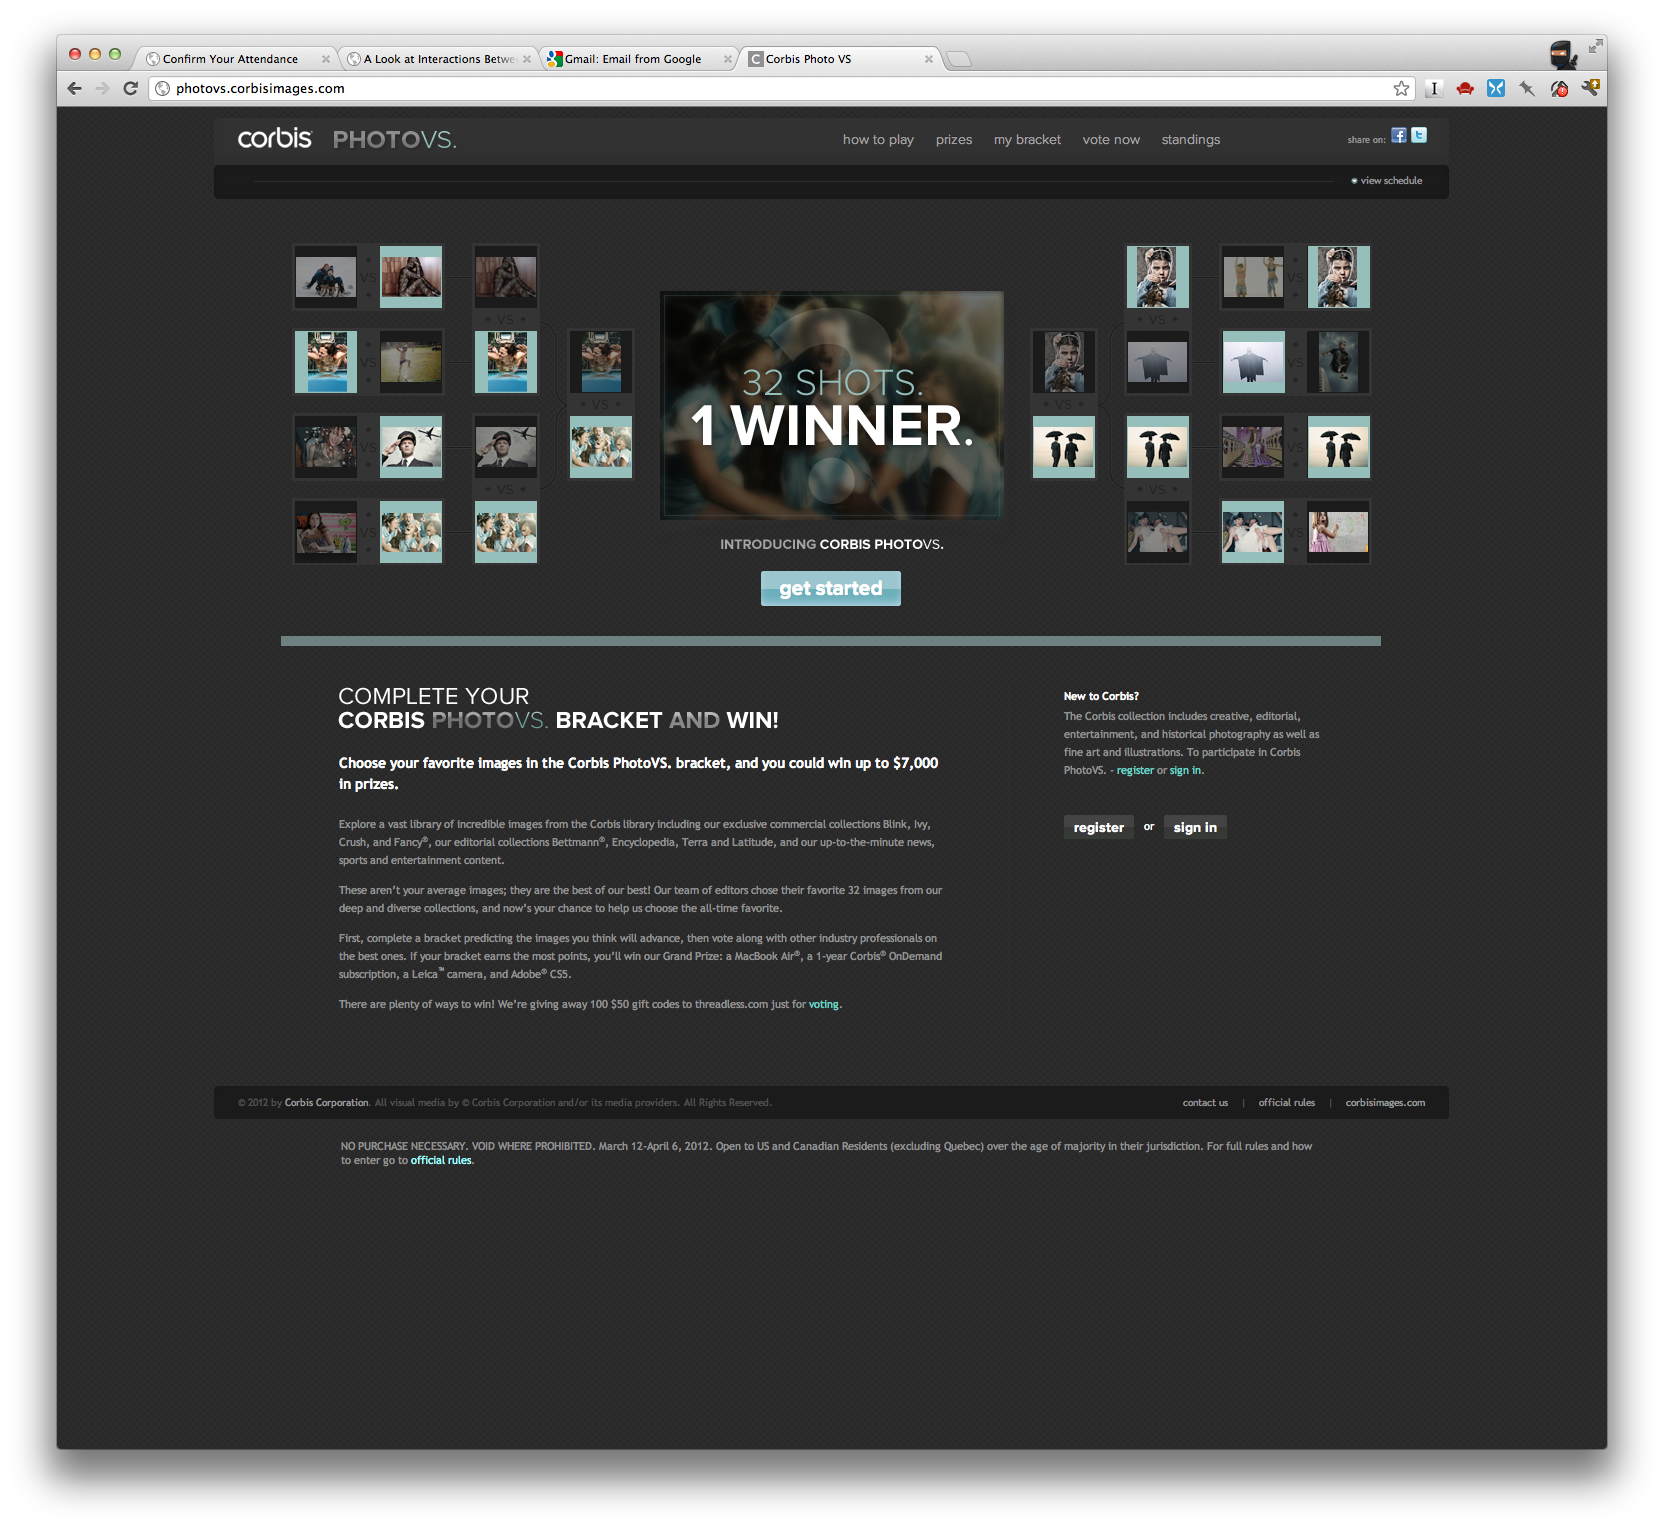 Confirm Your Attendance
A Look at Interactions Betwe
Gmail: Email from Google
C Corbis Photo VS
photovs.corbisimages.com
corbis PHOTOVS.
how to play prizes my bracket vote now standings
share on:
view schedule
VS VS
VS VS
VS VS
VS VS
VS VS
VS VS
VS VS
32 SHOTS.
1 WINNER.
INTRODUCING CORBIS PHOTOVS.
get started
COMPLETE YOUR
CORBIS PHOTOVS. BRACKET AND WIN!
Choose your favorite images in the Corbis PhotoVS. bracket, and you could win up to $7,000
in prizes.
Explore a vast library of incredible images from the Corbis library including our exclusive commercial collections Blink, Ivy,
Crush, and Fancy®, our editorial collections Bettmann®, Encyclopedia, Terra and Latitude, and our up-to-the-minute news,
sports and entertainment content.
These aren't your average images; they are the best of our best! Our team of editors chose their favorite 32 images from our
deep and diverse collections, and now's your chance to help us choose the all-time favorite.
First, complete a bracket predicting the images you think will advance, then vote along with other industry professionals on
the best ones. If your bracket earns the most points, you'll win our Grand Prize: a MacBook Air®, a 1-year Corbis® OnDemand
subscription, a Leica™ camera, and Adobe® CS5.
There are plenty of ways to win! We're giving away 100 $50 gift codes to threadless.com just for voting.
New to Corbis?
The Corbis collection includes creative, editorial,
entertainment, and historical photography as well as
fine art and illustrations. To participate in Corbis
PhotoVS. - register or sign in.
register or sign in
© 2012 by Corbis Corporation. All visual media by © Corbis Corporation and/or its media providers. All Rights Reserved.
contact us | official rules | corbisimages.com
NO PURCHASE NECESSARY. VOID WHERE PROHIBITED. March 12-April 6, 2012. Open to US and Canadian Residents (excluding Quebec) over the age of majority in their jurisdiction. For full rules and how
to enter go to official rules.